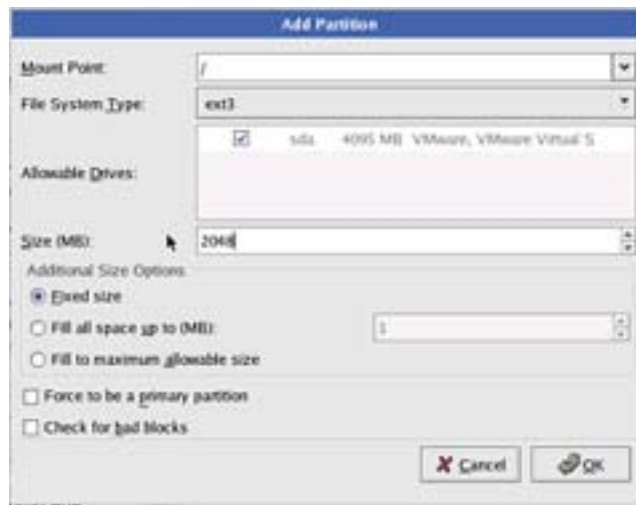 Add Partition
Mount Point: /
File System Type: ext3
Allowable Drives: sda 4095 MB VMware, VMware Virtual S
Size (MB): 2048
Additional Size Options
Fixed size
Fill all space up to (MB): 1
Fill to maximum allowable size
Force to be a primary partition
Check for bad blocks
Cancel OK